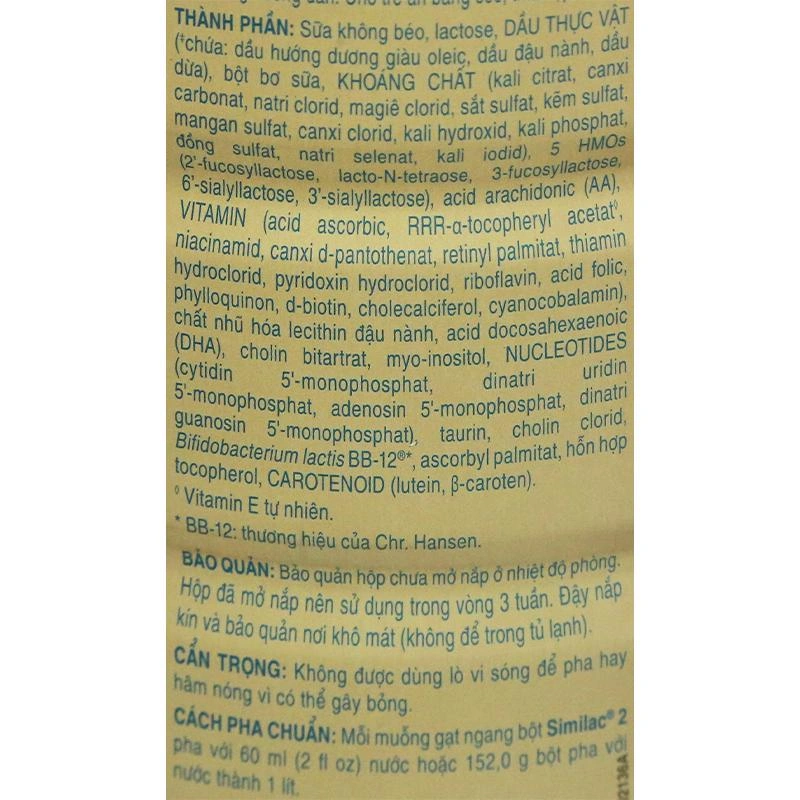 THÀNH PHẦN: Sữa không béo, lactose, DẦU THỰC VẬT
(‡chứa: dầu hướng dương giàu oleic, dầu đậu nành, dầu
dừa), bột bơ sữa, KHOÁNG CHẤT (kali citrat, canxi
carbonat, natri clorid, magiê clorid, sắt sulfat, kẽm sulfat,
mangan sulfat, canxi clorid, kali hydroxid, kali phosphat,
đồng sulfat, natri selenat, kali iodid), 5 HMOs
(2'-fucosyllactose, lacto-N-tetraose, 3-fucosyllactose,
6'-sialyllactose, 3'-sialyllactose), acid arachidonic (AA),
VITAMIN (acid ascorbic, RRR-α-tocopheryl acetat◊,
niacinamid, canxi d-pantothenat, retinyl palmitat, thiamin
hydroclorid, pyridoxin hydroclorid, riboflavin, acid folic,
phylloquinon, d-biotin, cholecalciferol, cyanocobalamin),
chất nhũ hóa lecithin đậu nành, acid docosahexaenoic
(DHA), cholin bitartrat, myo-inositol, NUCLEOTIDES
(cytidin 5'-monophosphat, dinatri uridin
5'-monophosphat, adenosin 5'-monophosphat, dinatri
guanosin 5'-monophosphat), taurin, cholin clorid,
Bifidobacterium lactis BB-12®*, ascorbyl palmitat, hỗn hợp
tocopherol, CAROTENOID (lutein, β-caroten).
◊ Vitamin E tự nhiên.
* BB-12: thương hiệu của Chr. Hansen.
BẢO QUẢN: Bảo quản hộp chưa mở nắp ở nhiệt độ phòng.
Hộp đã mở nắp nên sử dụng trong vòng 3 tuần. Đậy nắp
kín và bảo quản nơi khô mát (không để trong tủ lạnh).
CẨN TRỌNG: Không được dùng lò vi sóng để pha hay
hâm nóng vì có thể gây bỏng.
CÁCH PHA CHUẨN: Mỗi muỗng gạt ngang bột Similac® 2
pha với 60 ml (2 fl oz) nước hoặc 152,0 g bột pha với
nước thành 1 lít.